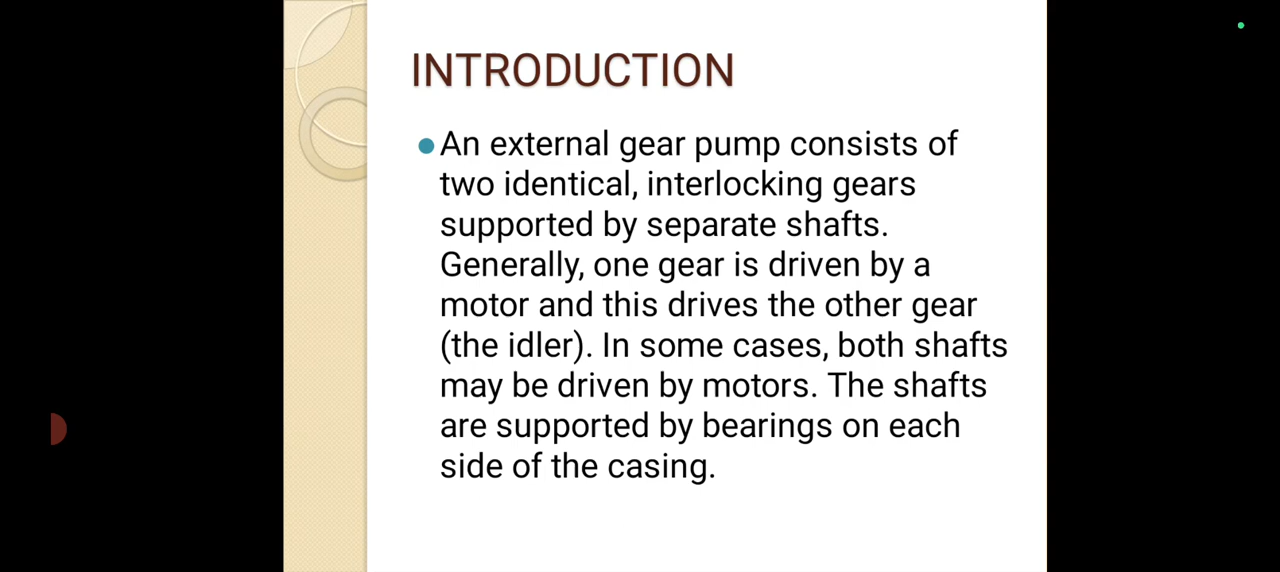 INTRODUCTION
An external gear pump consists of
two identical, interlocking gears
supported by separate shafts.
Generally, one gear is driven by a
motor and this drives the other gear
(the idler). In some cases, both shafts
may be driven by motors. The shafts
are supported by bearings on each
side of the casing.